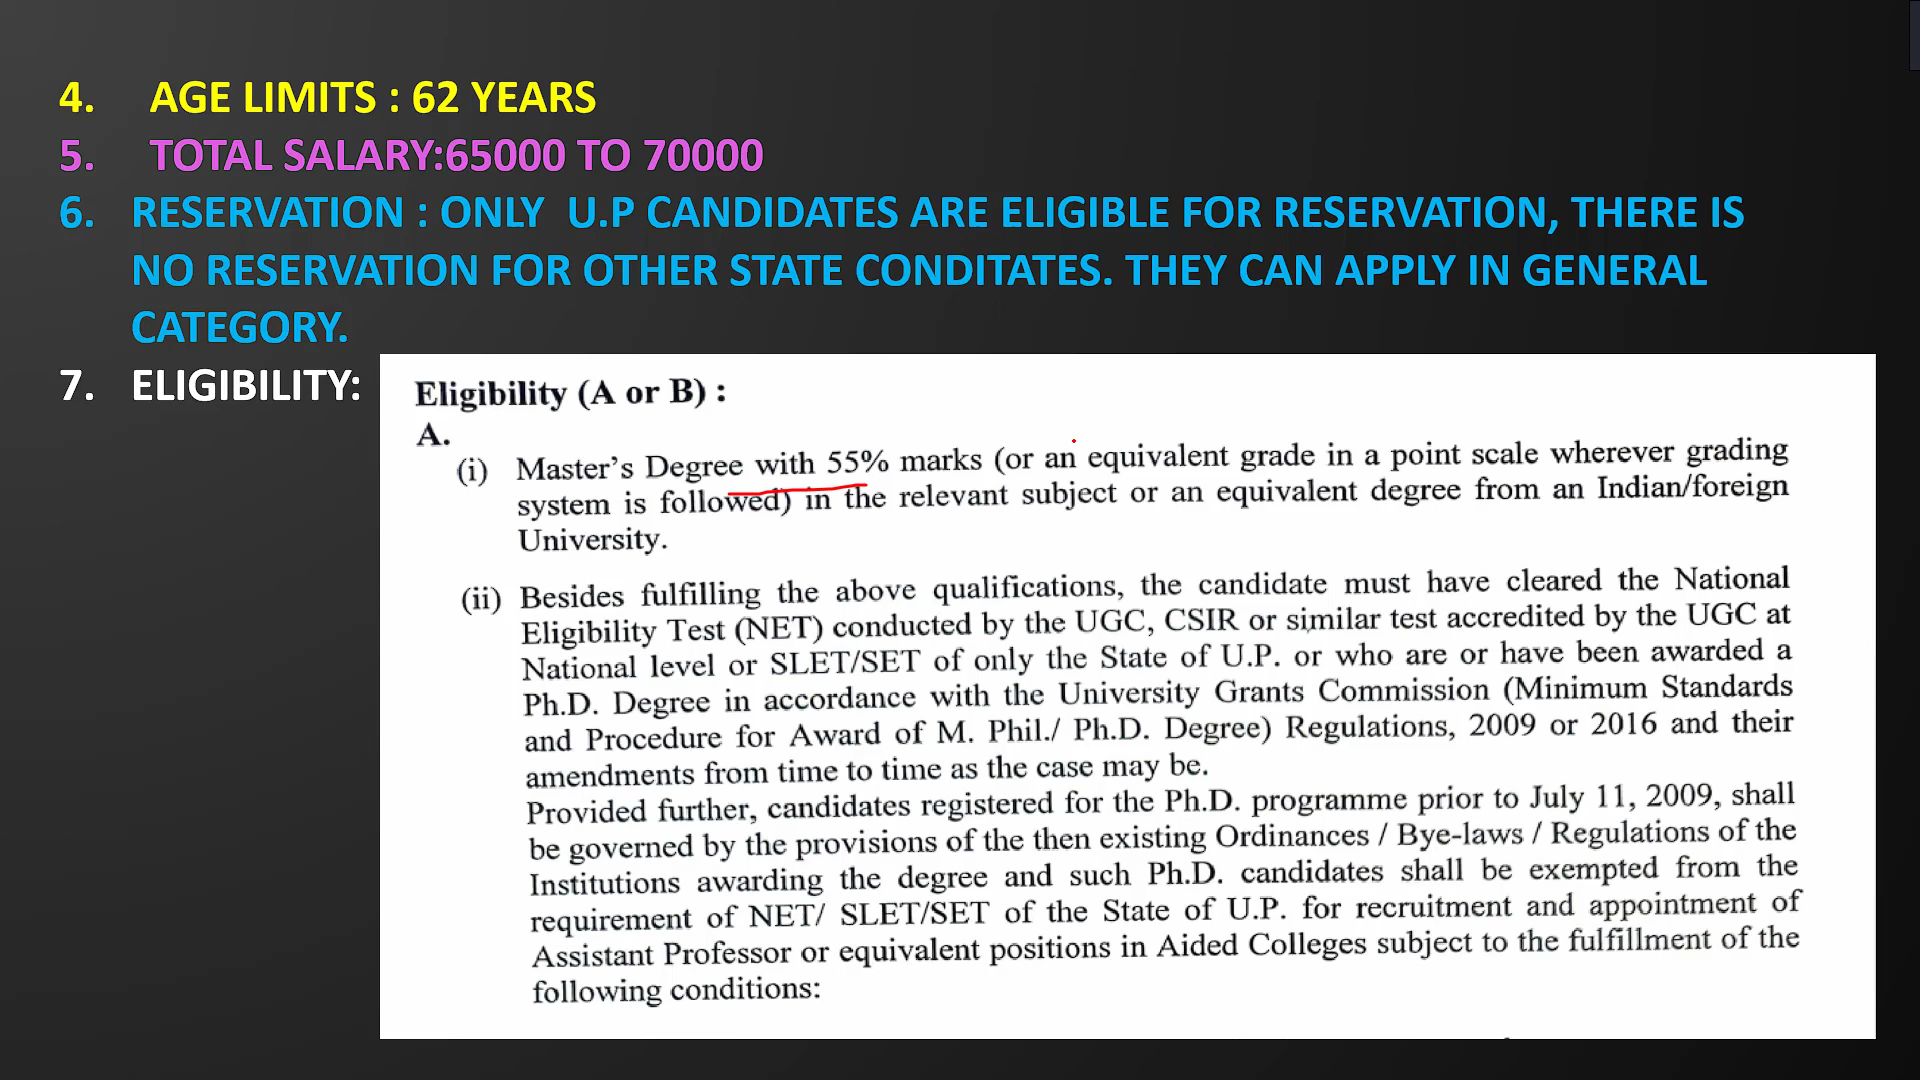 4. AGE LIMITS : 62 YEARS
5. TOTAL SALARY:65000 TO 70000
6. RESERVATION : ONLY U.P CANDIDATES ARE ELIGIBLE FOR RESERVATION, THERE IS
NO RESERVATION FOR OTHER STATE CONDITATES. THEY CAN APPLY IN GENERAL
CATEGORY.
7. ELIGIBILITY:
Eligibility (A or B) :
A.
(i) Master's Degree with 55% marks (or an equivalent grade in a point scale wherever grading
system is followed) in the relevant subject or an equivalent degree from an Indian/foreign
University.
(ii) Besides fulfilling the above qualifications, the candidate must have cleared the National
Eligibility Test (NET) conducted by the UGC, CSIR or similar test accredited by the UGC at
National level or SLET/SET of only the State of U.P. or who are or have been awarded a
Ph.D. Degree in accordance with the University Grants Commission (Minimum Standards
and Procedure for Award of M. Phil./ Ph.D. Degree) Regulations, 2009 or 2016 and their
amendments from time to time as the case may be.
Provided further, candidates registered for the Ph.D. programme prior to July 11, 2009, shall
be governed by the provisions of the then existing Ordinances / Bye-laws / Regulations of the
Institutions awarding the degree and such Ph.D. candidates shall be exempted from the
requirement of NET/ SLET/SET of the State of U.P. for recruitment and appointment of
Assistant Professor or equivalent positions in Aided Colleges subject to the fulfillment of the
following conditions: